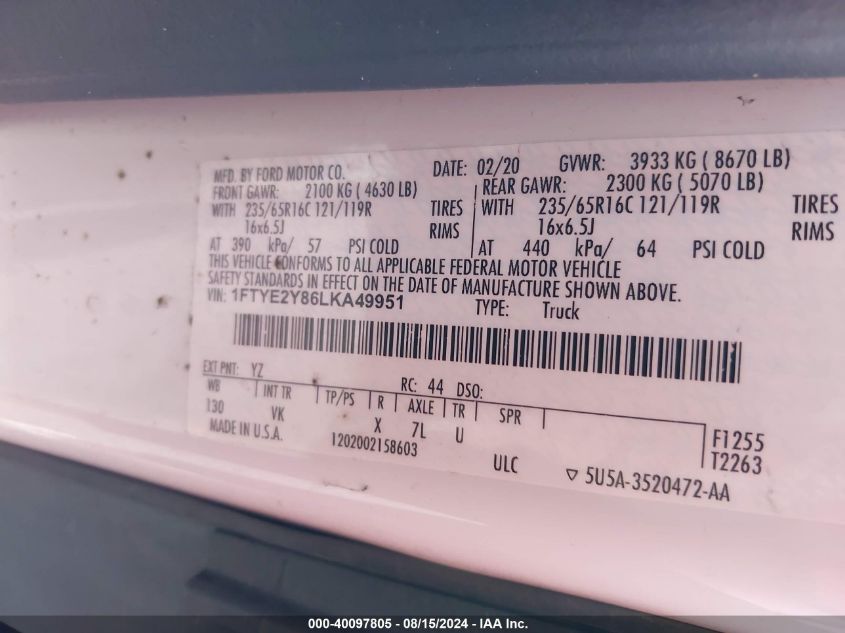 MFD. BY FORD MOTOR CO. DATE: 02/20 GVWR: 3933 KG ( 8670 LB)
FRONT GAWR: 2100 KG ( 4630 LB) REAR GAWR: 2300 KG ( 5070 LB)
WITH 235/65R16C 121/119R TIRES WITH 235/65R16C 121/119R TIRES
16x6.5J RIMS 16x6.5J RIMS
AT 390 kPa/ 57 PSI COLD AT 440 kPa/ 64 PSI COLD
THIS VEHICLE CONFORMS TO ALL APPLICABLE FEDERAL MOTOR VEHICLE
SAFETY STANDARDS IN EFFECT ON THE DATE OF MANUFACTURE SHOWN ABOVE.
VIN: 1FTYE2Y86LKA49951 TYPE: Truck
EXT PNT: YZ RC: 44 DSO:
WB INT TR TP/PS R AXLE TR SPR
130 VK X 7L U F1255
MADE IN U.S.A. 1202002158603 T2263
ULC 5U5A-3520472-AA
000-40097805 - 08/15/2024 - IAA Inc.